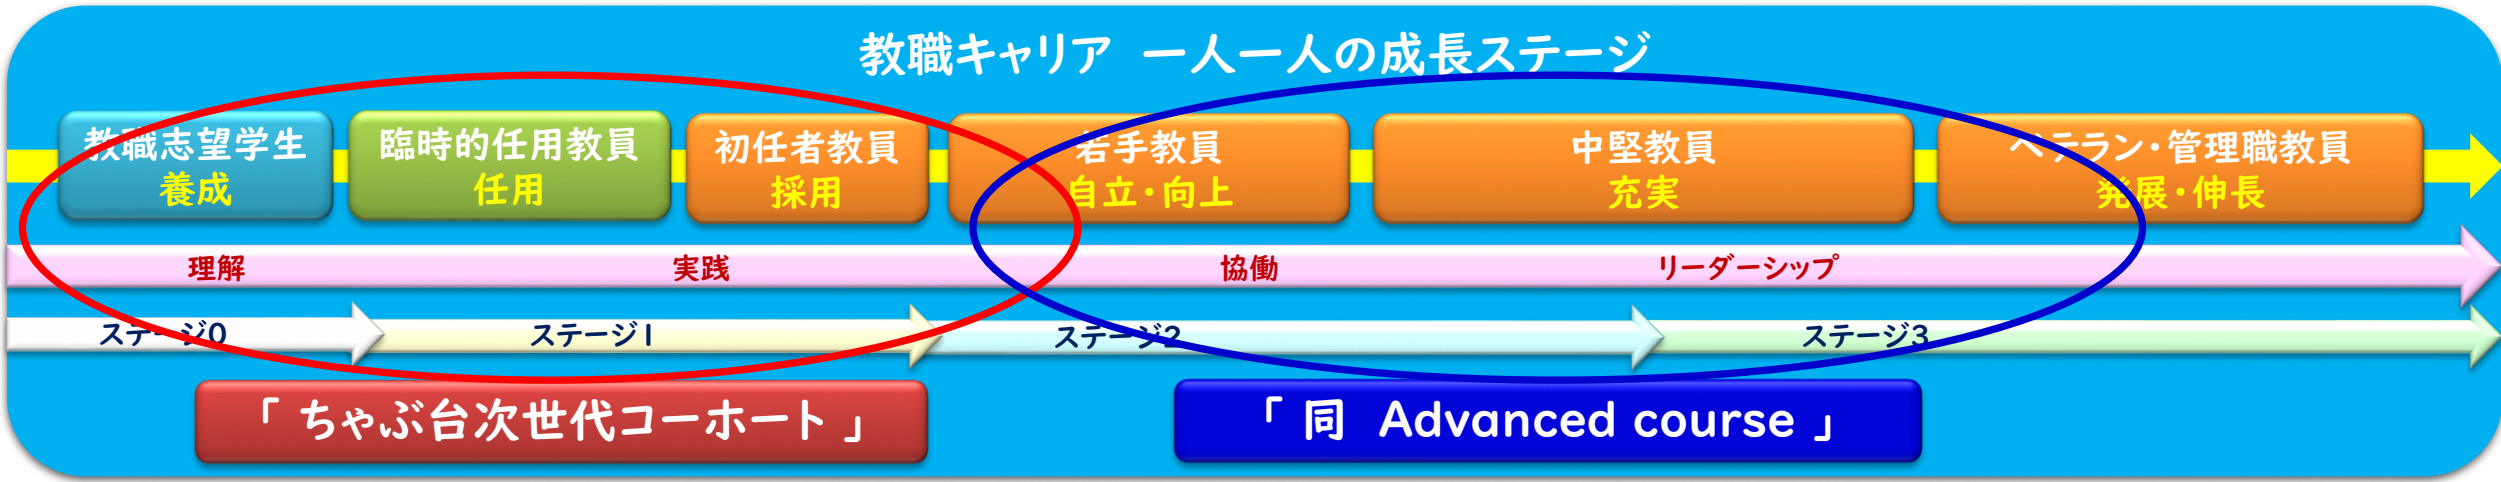 教職キャリア 一人一人の成長ステージ
教職志望学生
養成
臨時的任用教員
任用
初任者教員
採用
若手教員
自立・向上
中堅教員
充実
ベテラン・管理職教員
発展・伸長
理解 実践 協働 リーダーシップ
ステージ0 ステージ1 ステージ2 ステージ3
「 ちゃぶ台次世代コーホート 」
「 同 Advanced course 」